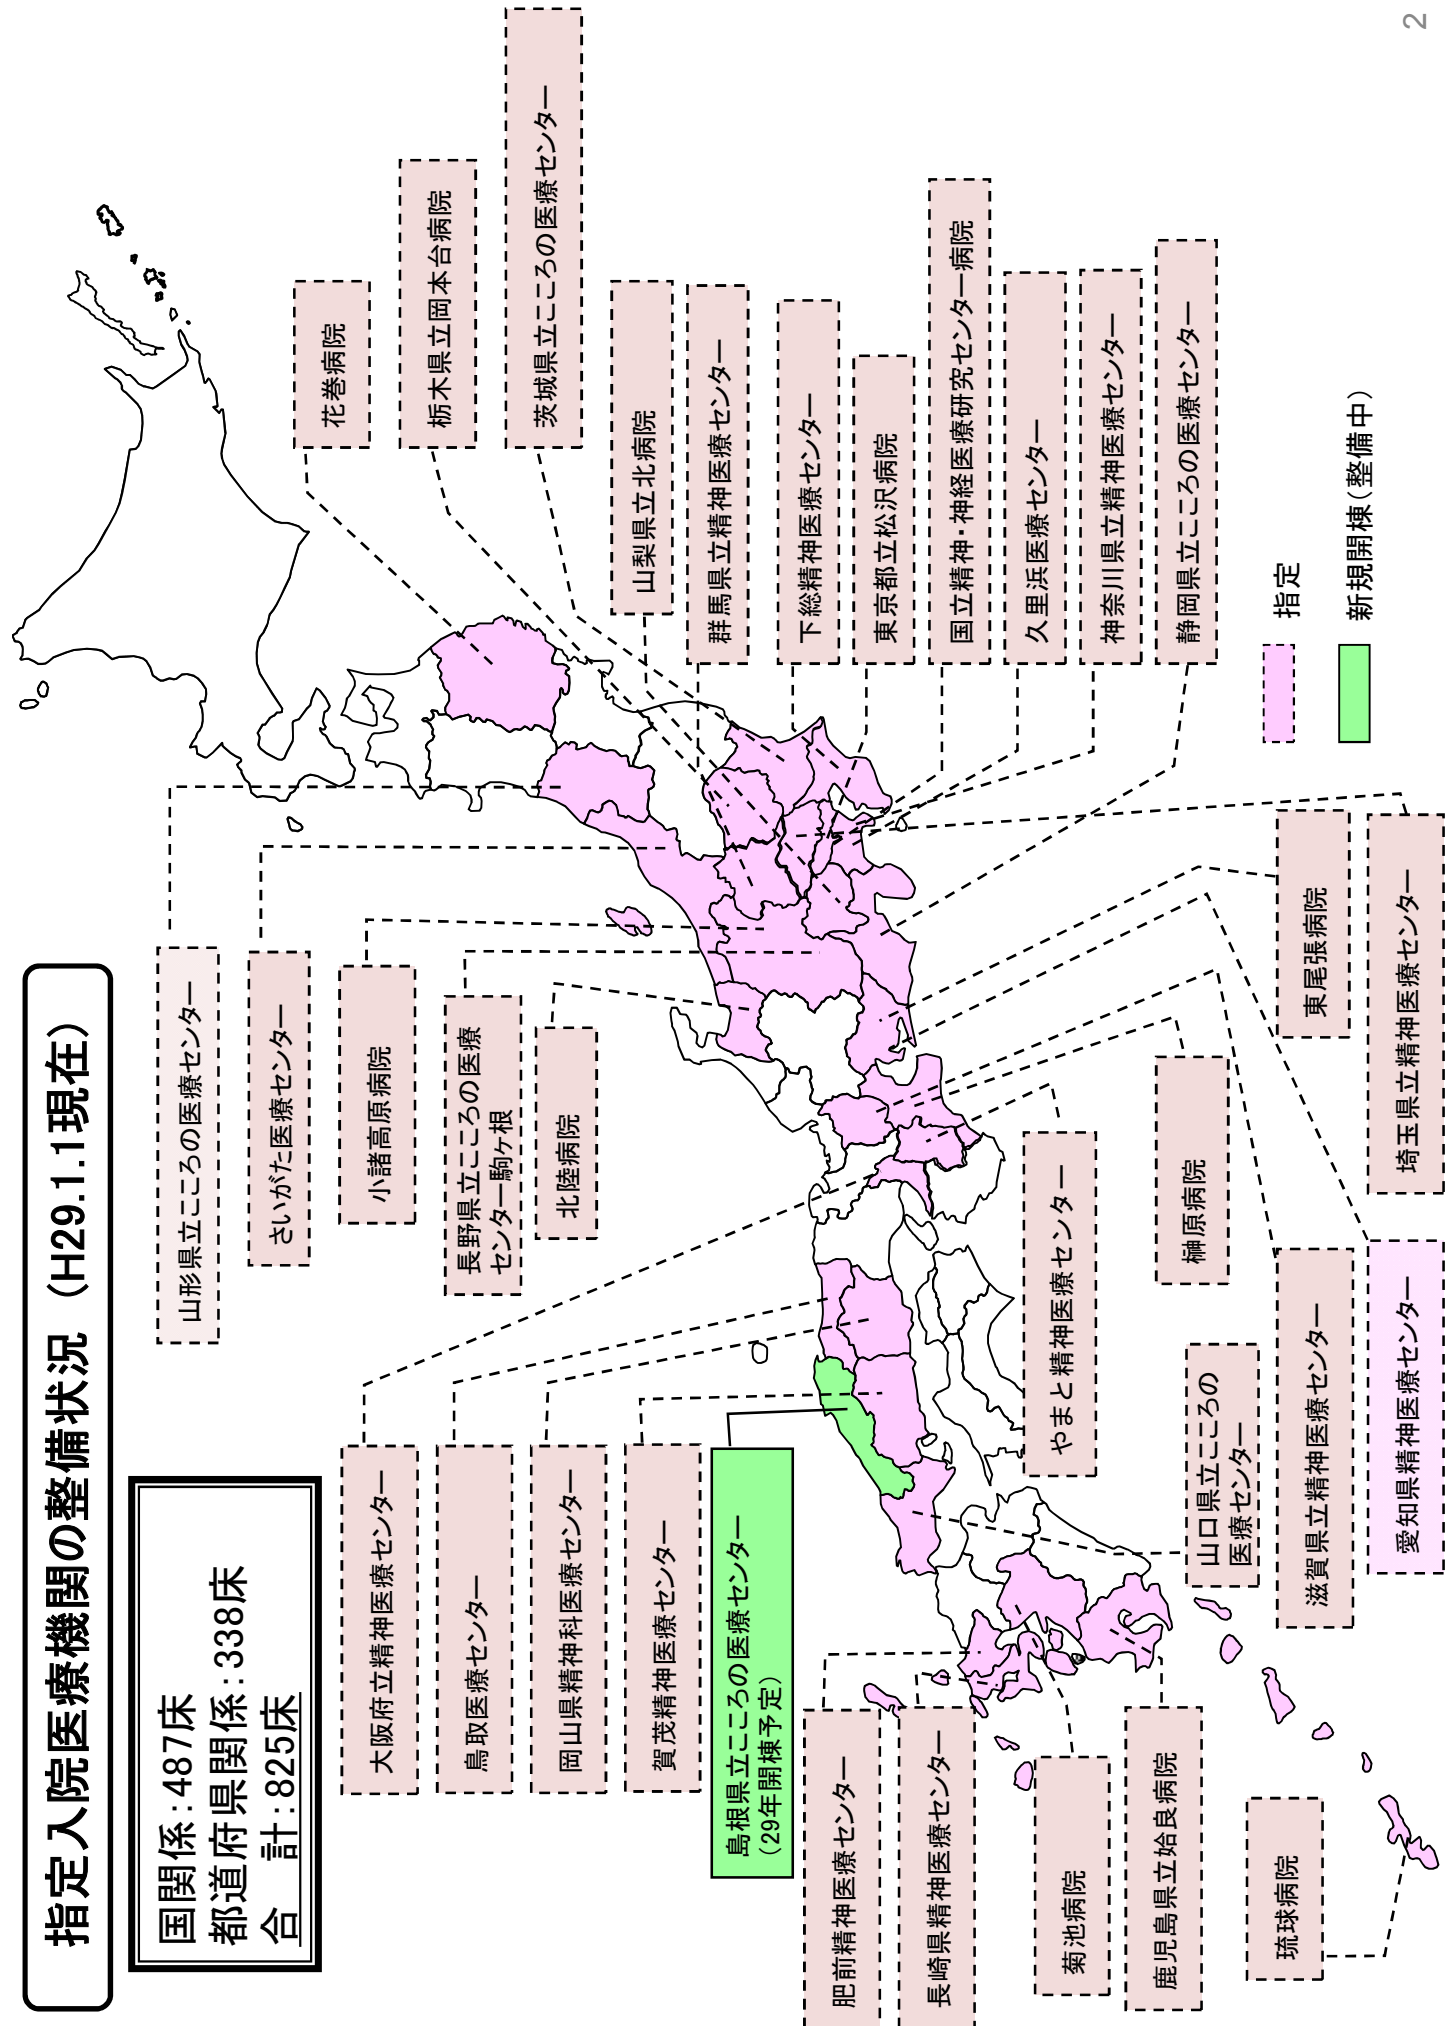 指定入院医療機関の整備状況 （H29.1.1現在）
国関係：487床
都道府県関係：338床
合　計：825床
山形県立こころの医療センター
さいがた医療センター
小諸高原病院
長野県立こころの医療
センター駒ヶ根
北陸病院
大阪府立精神医療センター
鳥取医療センター
岡山県精神科医療センター
賀茂精神医療センター
島根県立こころの医療センター
（29年開棟予定）
肥前精神医療センター
長崎県精神医療センター
菊池病院
鹿児島県立姶良病院
琉球病院
花巻病院
栃木県立岡本台病院
茨城県立こころの医療センター
山梨県立北病院
群馬県立精神医療センター
下総精神医療センター
東京都立松沢病院
国立精神・神経医療研究センター病院
久里浜医療センター
神奈川県立精神医療センター
静岡県立こころの医療センター
指定
新規開棟（整備中）
東尾張病院
埼玉県立精神医療センター
榊原病院
やまと精神医療センター
山口県立こころの
医療センター
滋賀県立精神医療センター
愛知県精神医療センター
2